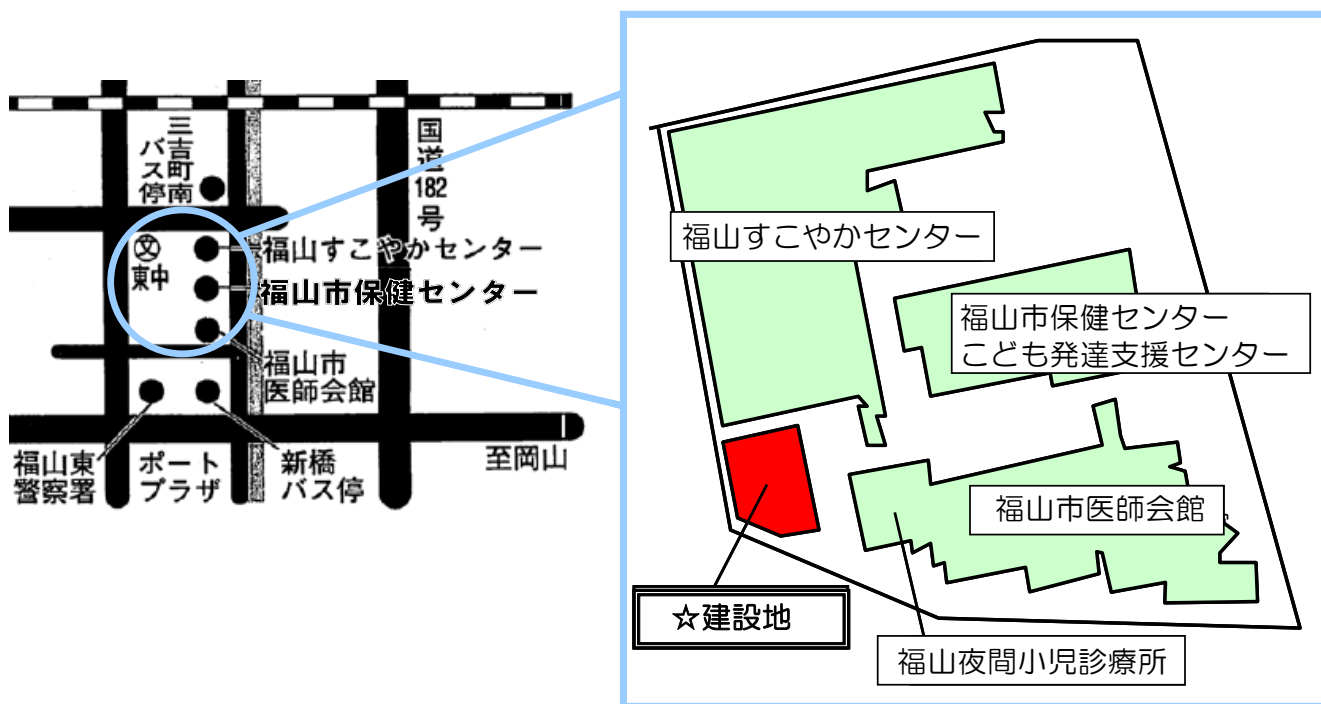 三吉町南
バス停
国道182号
㊛東中
福山すこやかセンター
福山市保健センター
福山市
医師会館
福山東
警察署
ポート
プラザ
新橋
バス停
至岡山
福山すこやかセンター
福山市保健センター
こども発達支援センター
福山市医師会館
☆建設地
福山夜間小児診療所